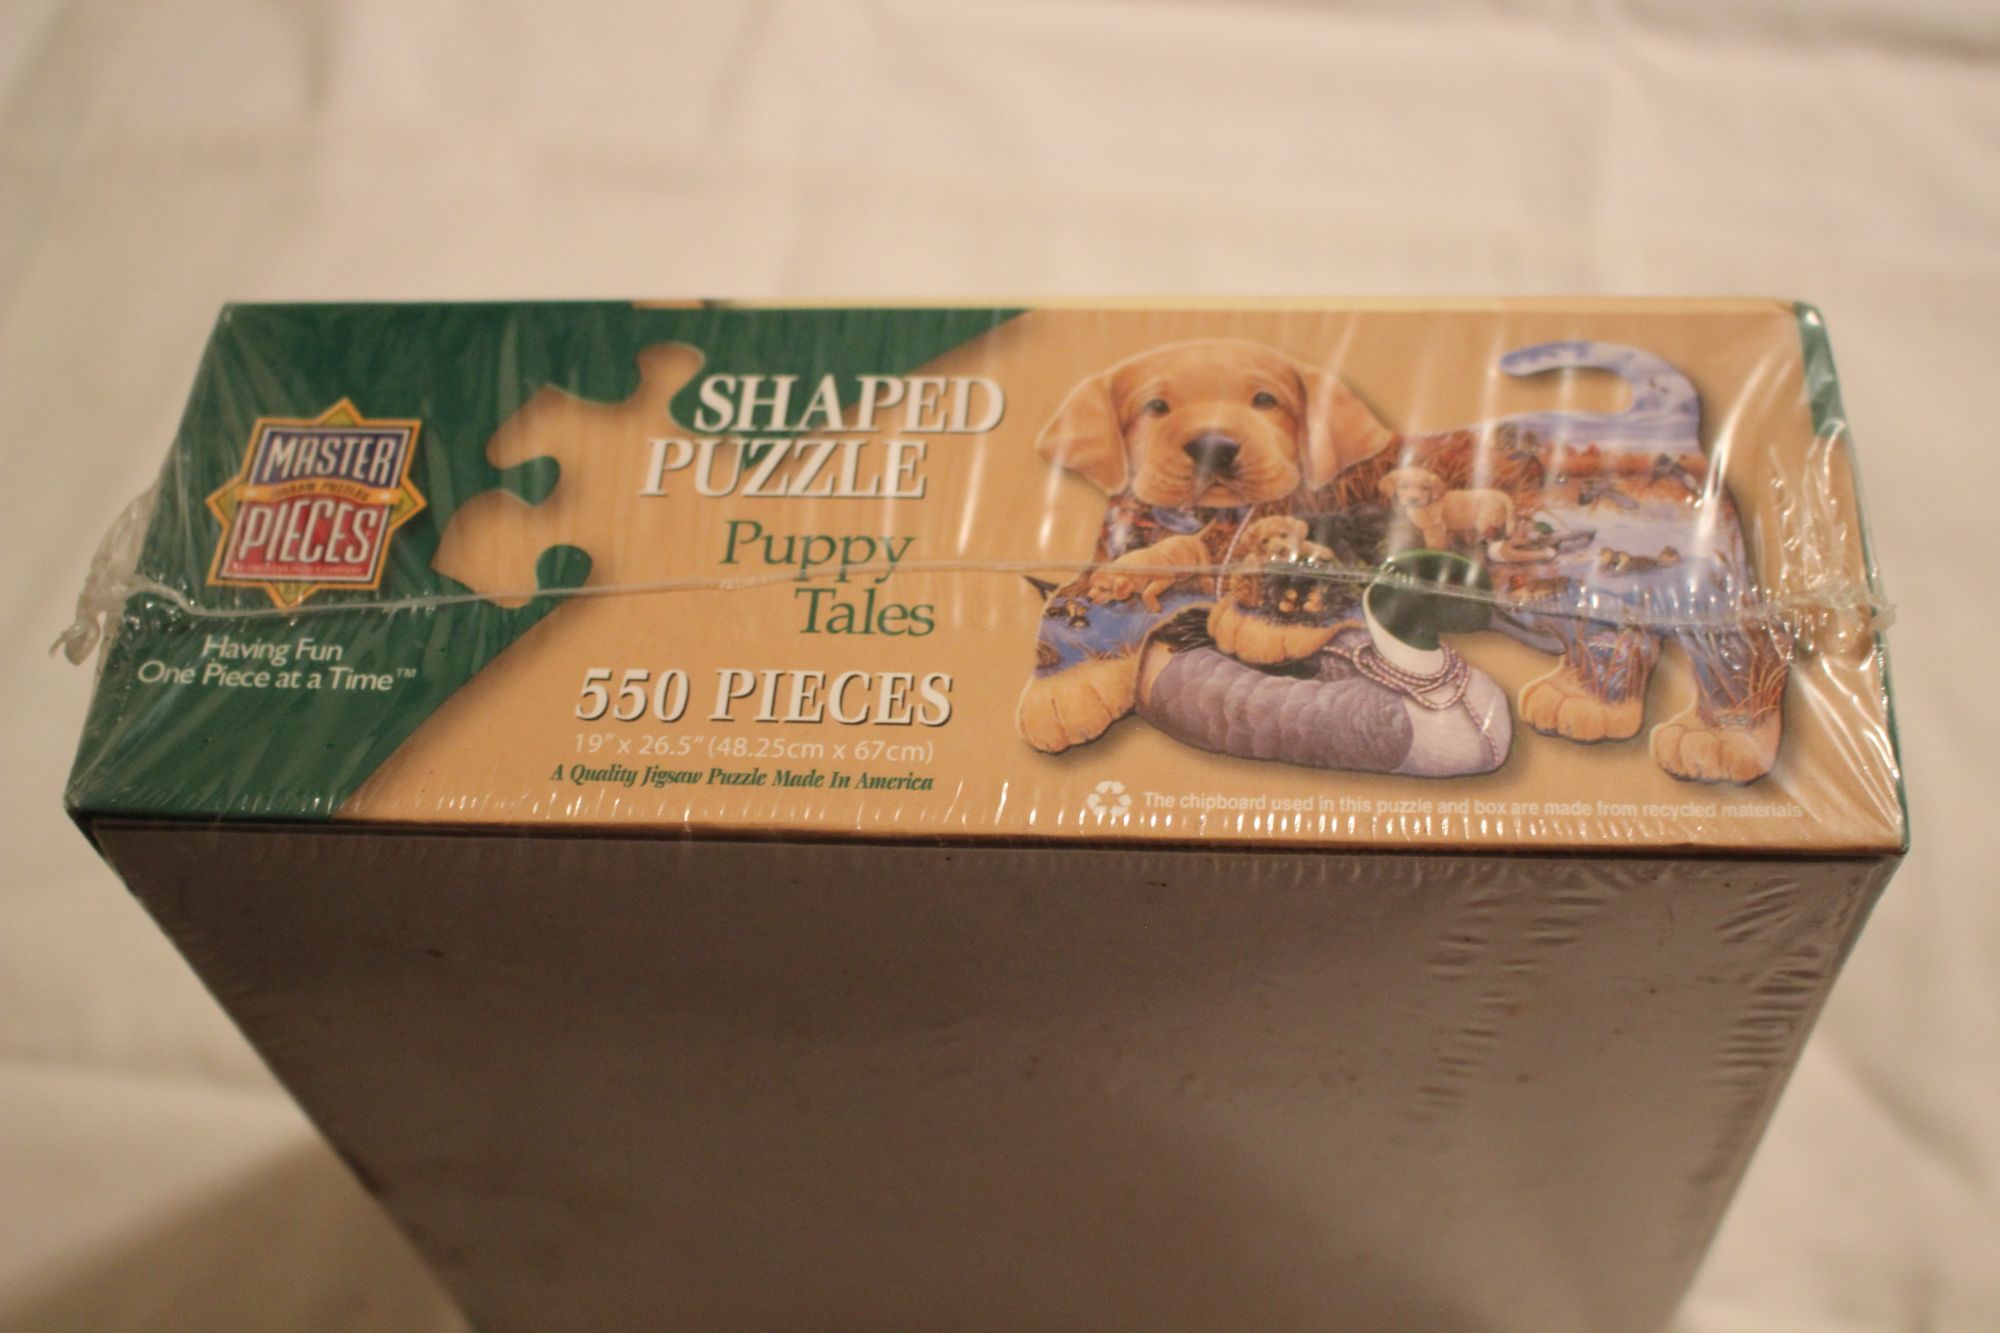 MASTER
JIGSAW PUZZLES
PIECES
Having Fun
One Piece at a Time™
SHAPED
PUZZLE
Puppy
Tales
550 PIECES
19" x 26.5" (48.25cm x 67cm)
A Quality Jigsaw Puzzle Made In America
The chipboard used in this puzzle and box are made from recycled materials